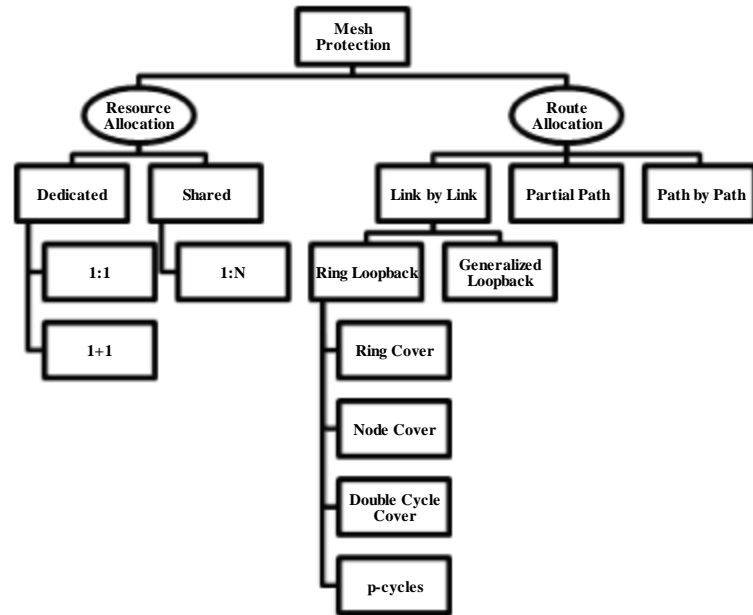 Mesh
Protection
Resource
Allocation
Route
Allocation
Dedicated
Shared
Link by Link
Partial Path
Path by Path
1:1
1:N
Ring Loopback
Generalized
Loopback
1+1
Ring Cover
Node Cover
Double Cycle
Cover
p-cycles